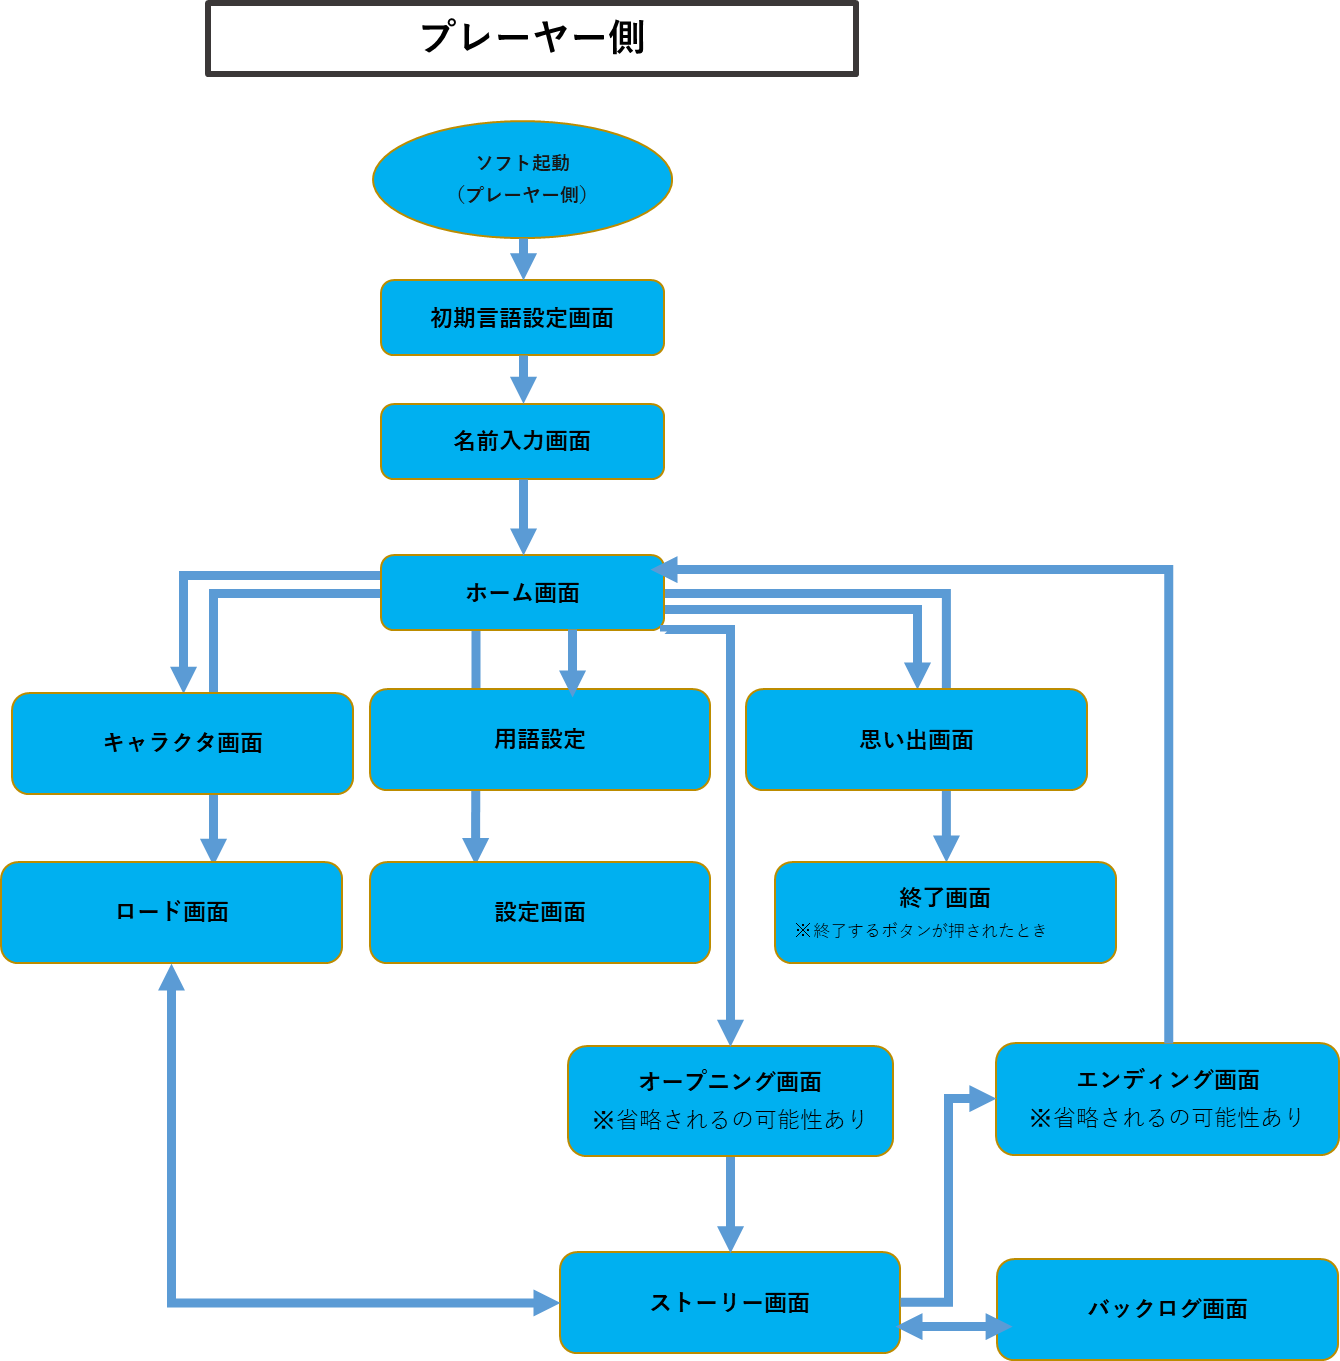 プレーヤー側
ソフト起動
（プレーヤー側）
初期言語設定画面
名前入力画面
ホーム画面
キャラクタ画面
用語設定
思い出画面
ロード画面
設定画面
終了画面
※終了するボタンが押されたとき
オープニング画面
※省略されるの可能性あり
エンディング画面
※省略されるの可能性あり
ストーリー画面
バックログ画面